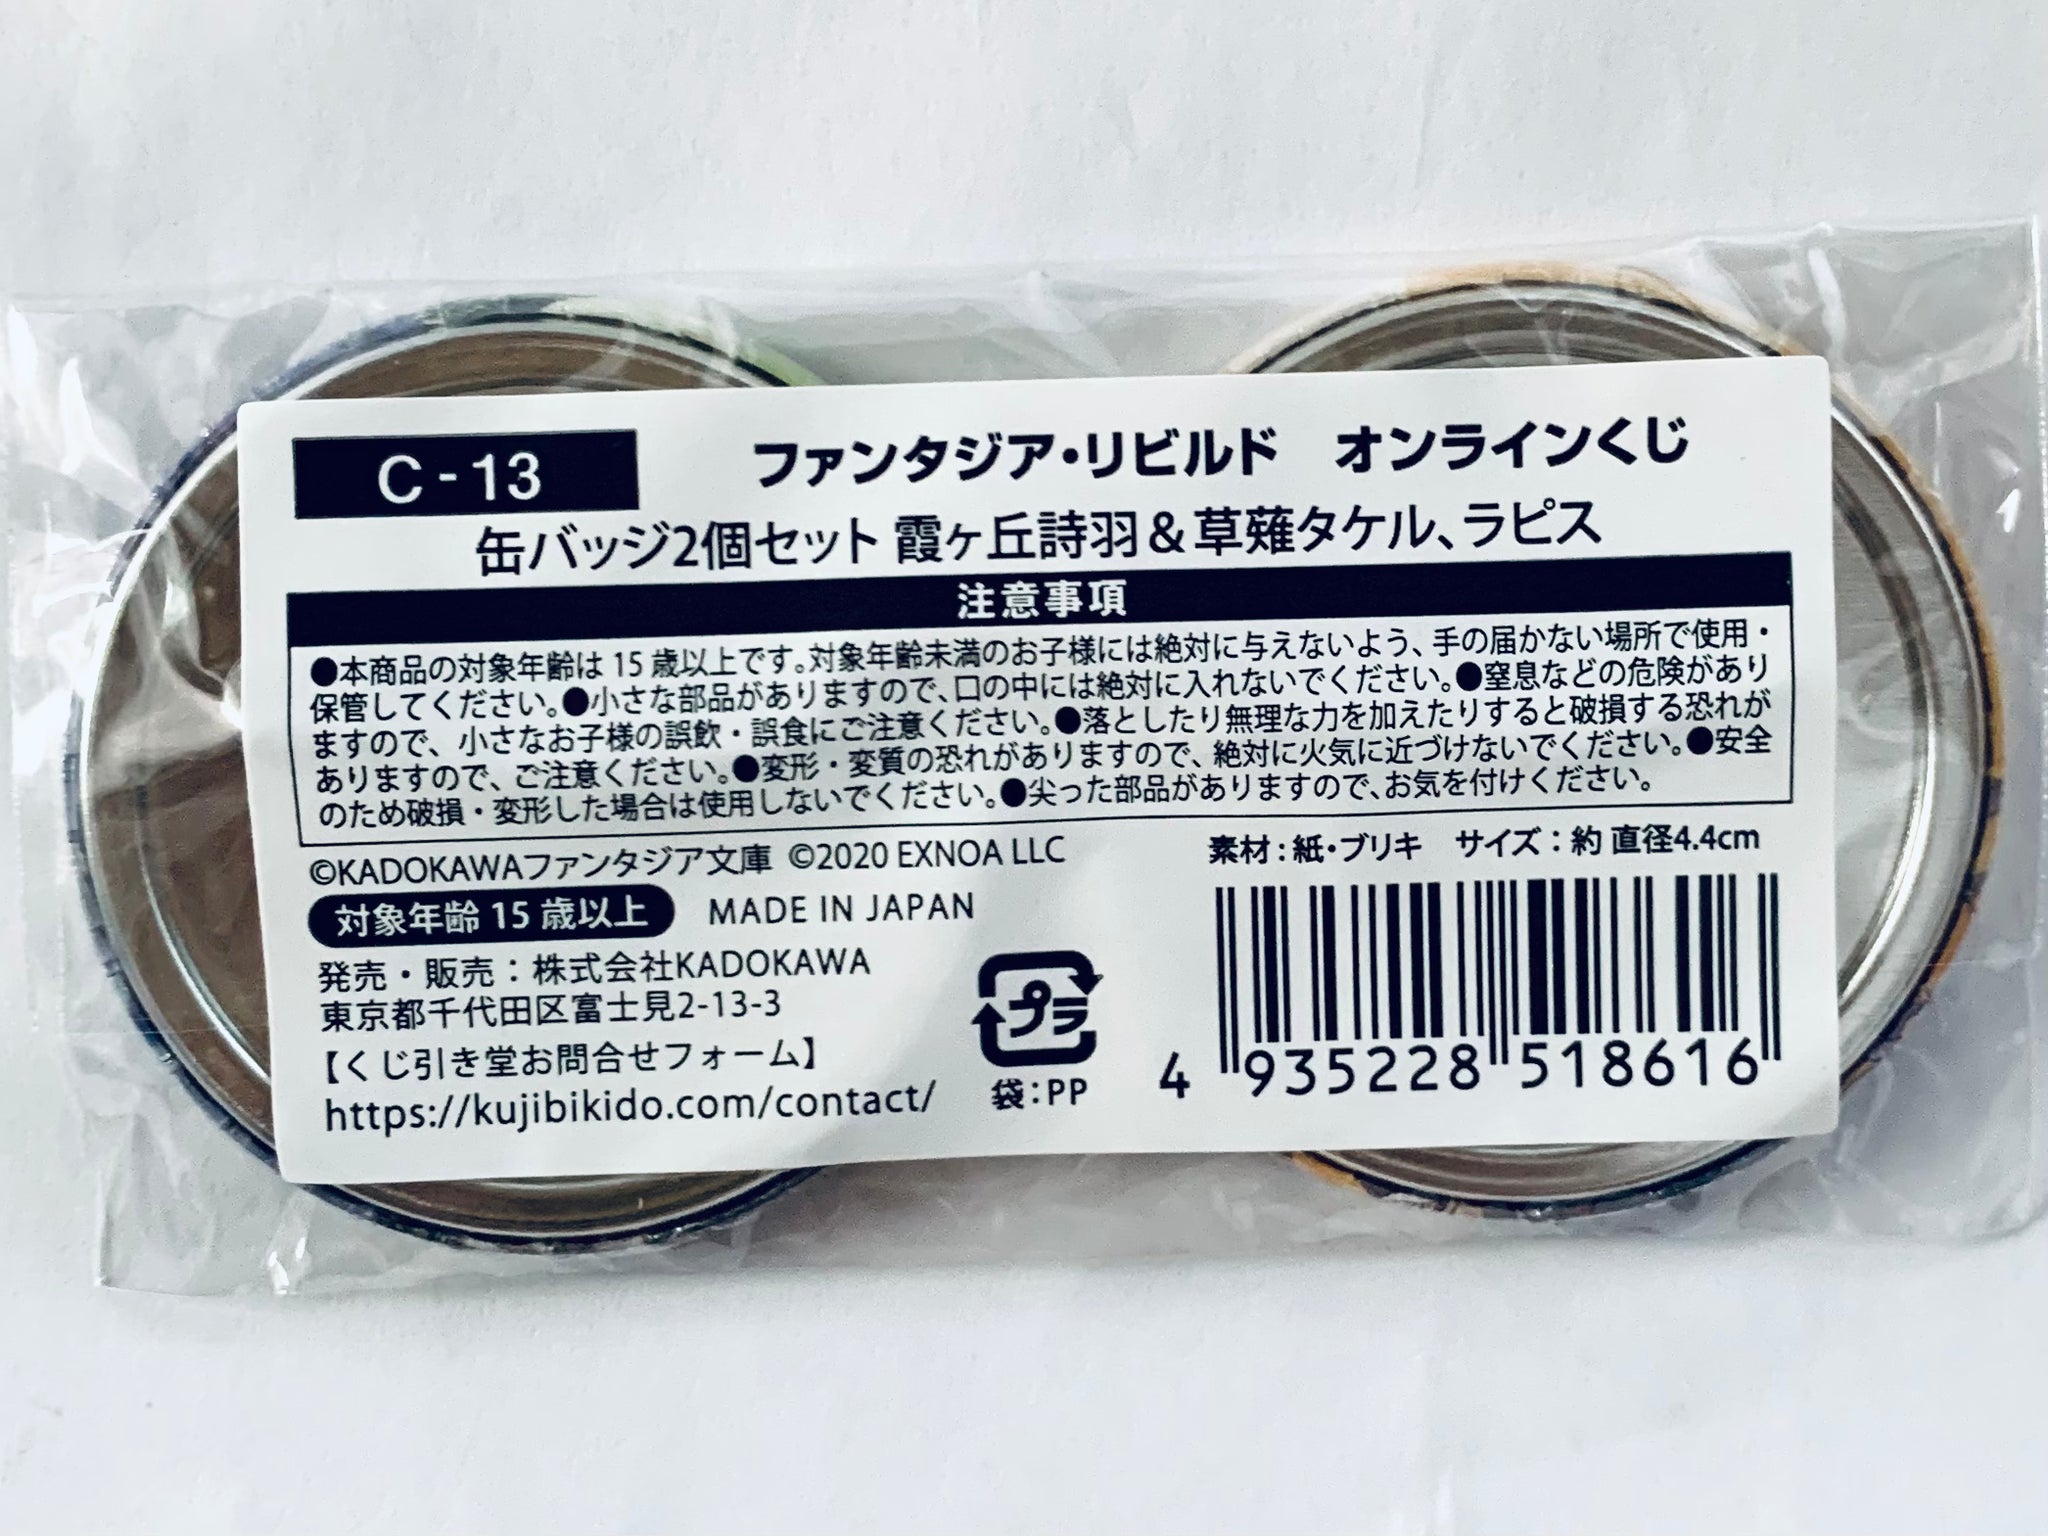 C-13
ファンタジア・リビルド オンラインくじ
缶バッジ2個セット 霞ヶ丘詩羽&草薙タケル、ラピス
注意事項
●本商品の対象年齢は15歳以上です。対象年齢未満のお子様には絶対に与えないよう、手の届かない場所で使用・
保管してください。●小さな部品がありますので、口の中には絶対に入れないでください。●窒息などの危険があり
ますので、小さなお子様の誤飲・誤食にご注意ください。●落としたり無理な力を加えたりすると破損する恐れが
ありますので、ご注意ください。●変形・変質の恐れがありますので、絶対に火気に近づけないでください。●安全
のため破損・変形した場合は使用しないでください。●尖った部品がありますので、お気を付けください。
©KADOKAWAファンタジア文庫 ©2020 EXNOA LLC
対象年齢15歳以上 MADE IN JAPAN
発売・販売：株式会社KADOKAWA
東京都千代田区富士見2-13-3
【くじ引き堂お問合せフォーム】
https://kujibikido.com/contact/
プラ
袋：PP
素材：紙・ブリキ サイズ：約 直径4.4cm
4 935228 518616